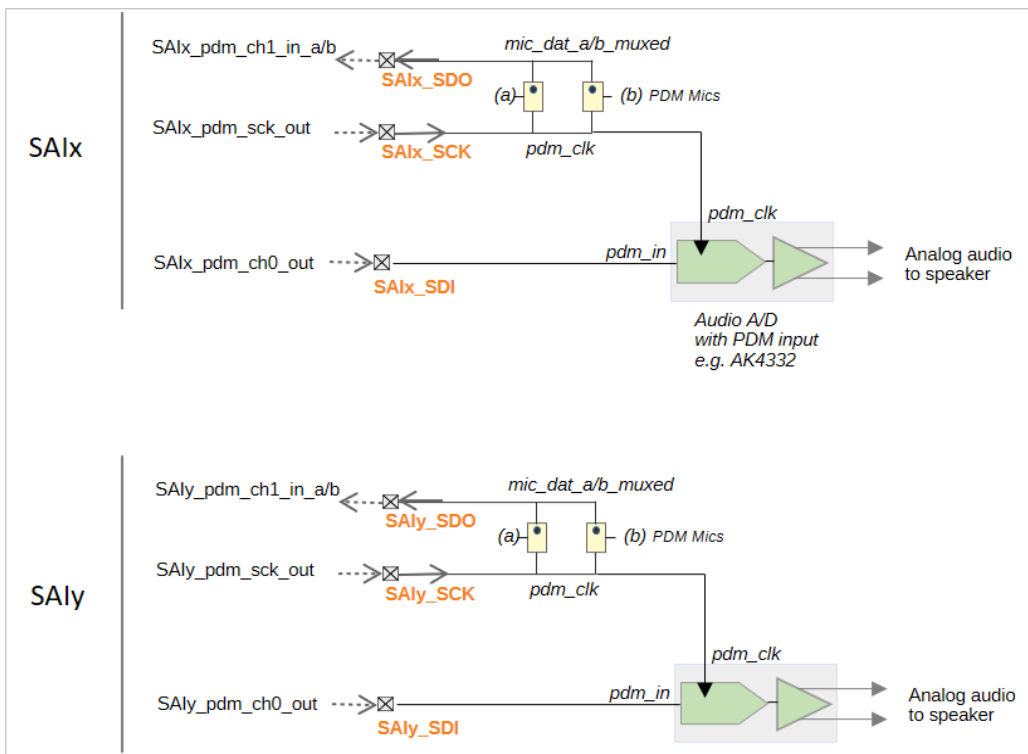 SAIx
SAIx_pdm_ch1_in_a/b
SAIx_SDO
mic_dat_a/b_muxed
(a)
(b) PDM Mics
SAIx_pdm_sck_out
SAIx_SCK
pdm_clk
pdm_clk
SAIx_pdm_ch0_out
SAIx_SDI
pdm_in
Analog audio
to speaker
Audio A/D
with PDM input
e.g. AK4332
SAIy
SAIy_pdm_ch1_in_a/b
SAIy_SDO
mic_dat_a/b_muxed
(a)
(b) PDM Mics
SAIy_pdm_sck_out
SAIy_SCK
pdm_clk
pdm_clk
SAIy_pdm_ch0_out
SAIy_SDI
pdm_in
Analog audio
to speaker